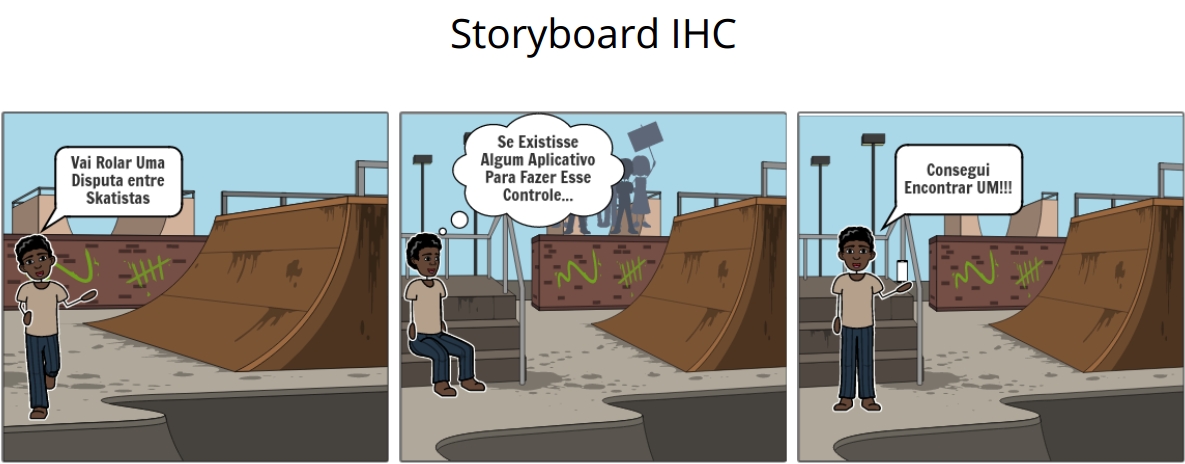 Storyboard IHC
Vai Rolar Uma
Disputa entre
Skatistas
Se Existisse
Algum Aplicativo
Para Fazer Esse
Controle...
Consegui
Encontrar UM!!!